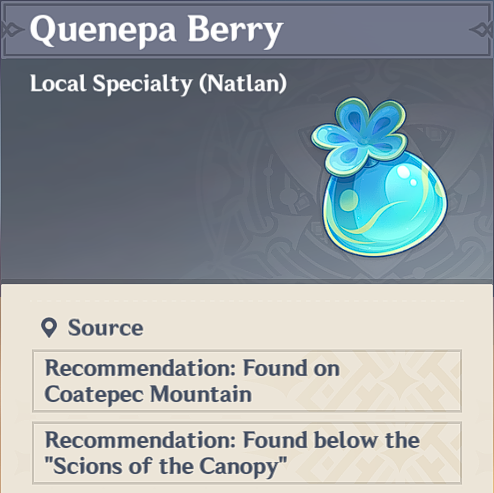 Quenepa Berry
Local Specialty (Natlan)
Source
Recommendation: Found on
Coatepec Mountain
Recommendation: Found below the
"Scions of the Canopy"